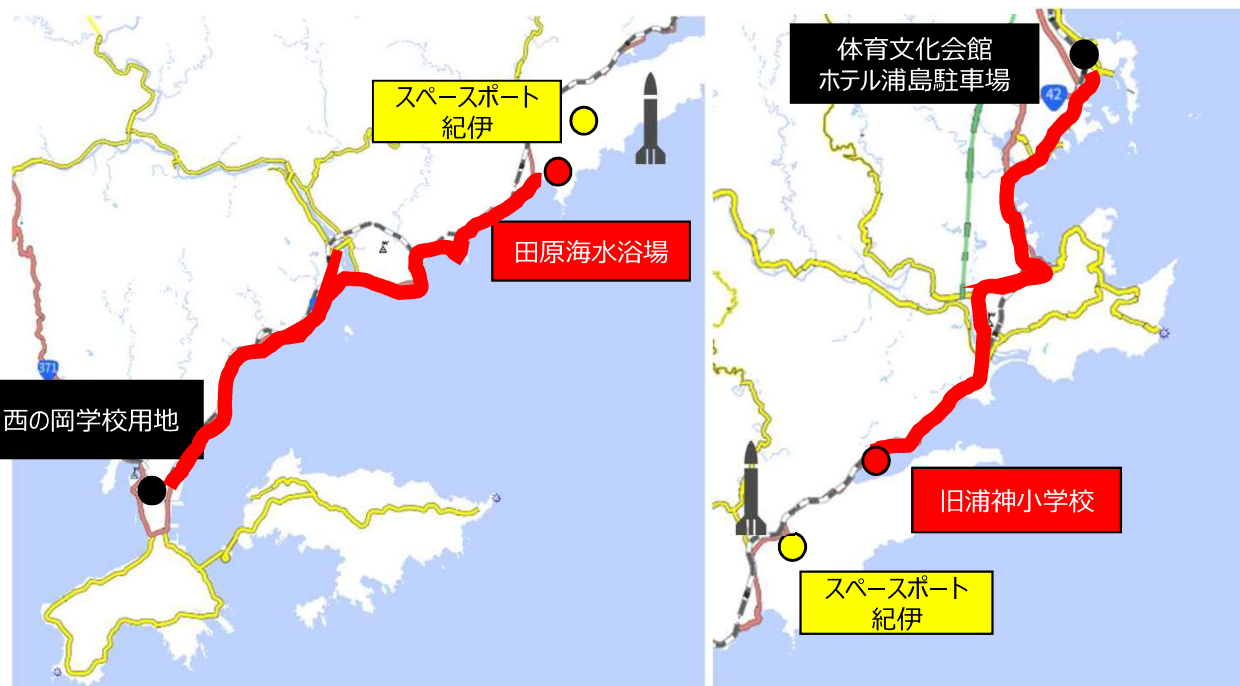 スペースポート
紀伊
田原海水浴場
371
西の岡学校用地
体育文化会館
ホテル浦島駐車場
42
旧浦神小学校
スペースポート
紀伊